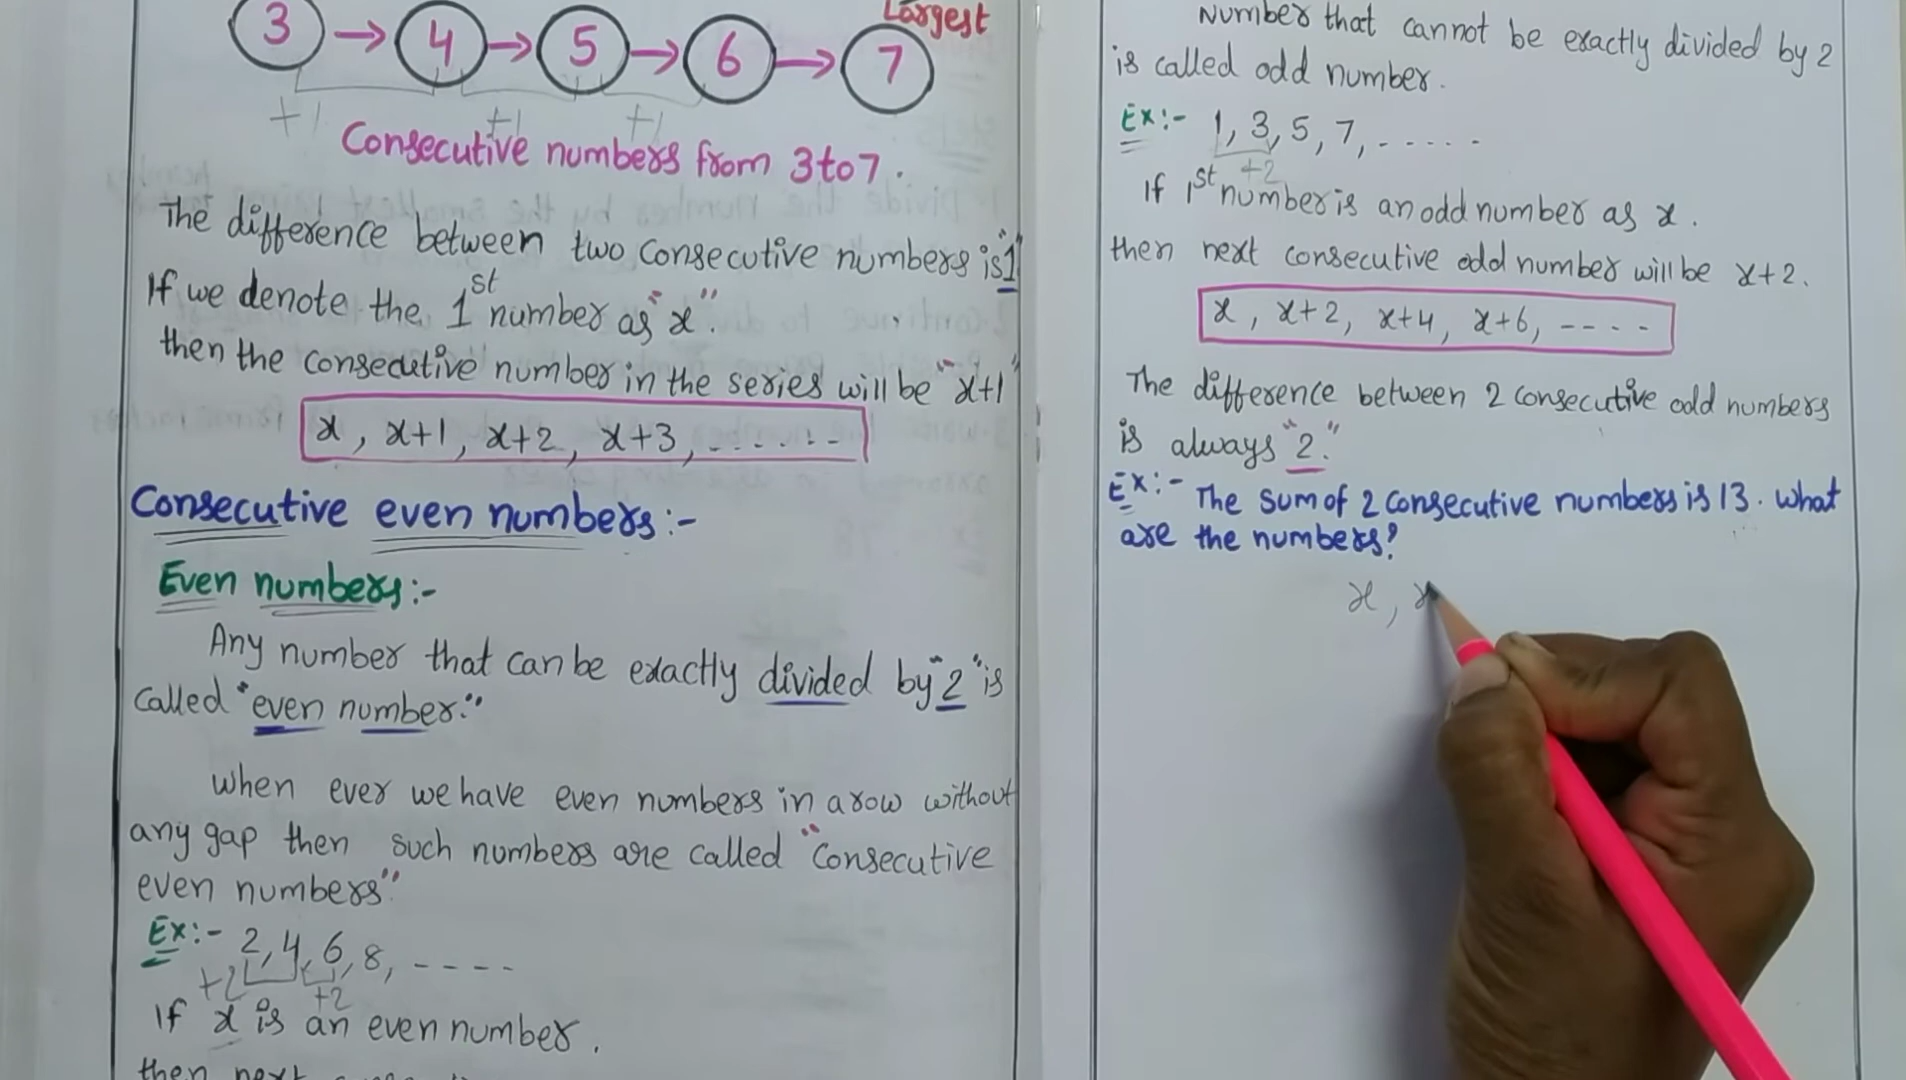 Largest
3 → 4 → 5 → 6 → 7
+1 +1 +1
Consecutive numbers from 3 to 7.
The difference between two consecutive numbers is "1"
If we denote the 1st number as "x".
then the consecutive number in the series will be "x+1"
x, x+1, x+2, x+3, ......
Consecutive even numbers:-
Even numbers:-
Any number that can be exactly divided by "2" is
called "even number."
when ever we have even numbers in a row without
any gap then such numbers are called "consecutive
even numbers"
Ex:- 2, 4, 6, 8, ----
+2 +2
If x is an even number.
then next
Number that cannot be exactly divided by 2
is called odd number.
Ex:- 1, 3, 5, 7, ......
+2
If 1st number is an odd number as x.
then next consecutive odd number will be x+2.
x, x+2, x+4, x+6, ----
The difference between 2 consecutive odd numbers
is always "2."
Ex:- The sum of 2 consecutive numbers is 13. What
are the numbers?
x, x